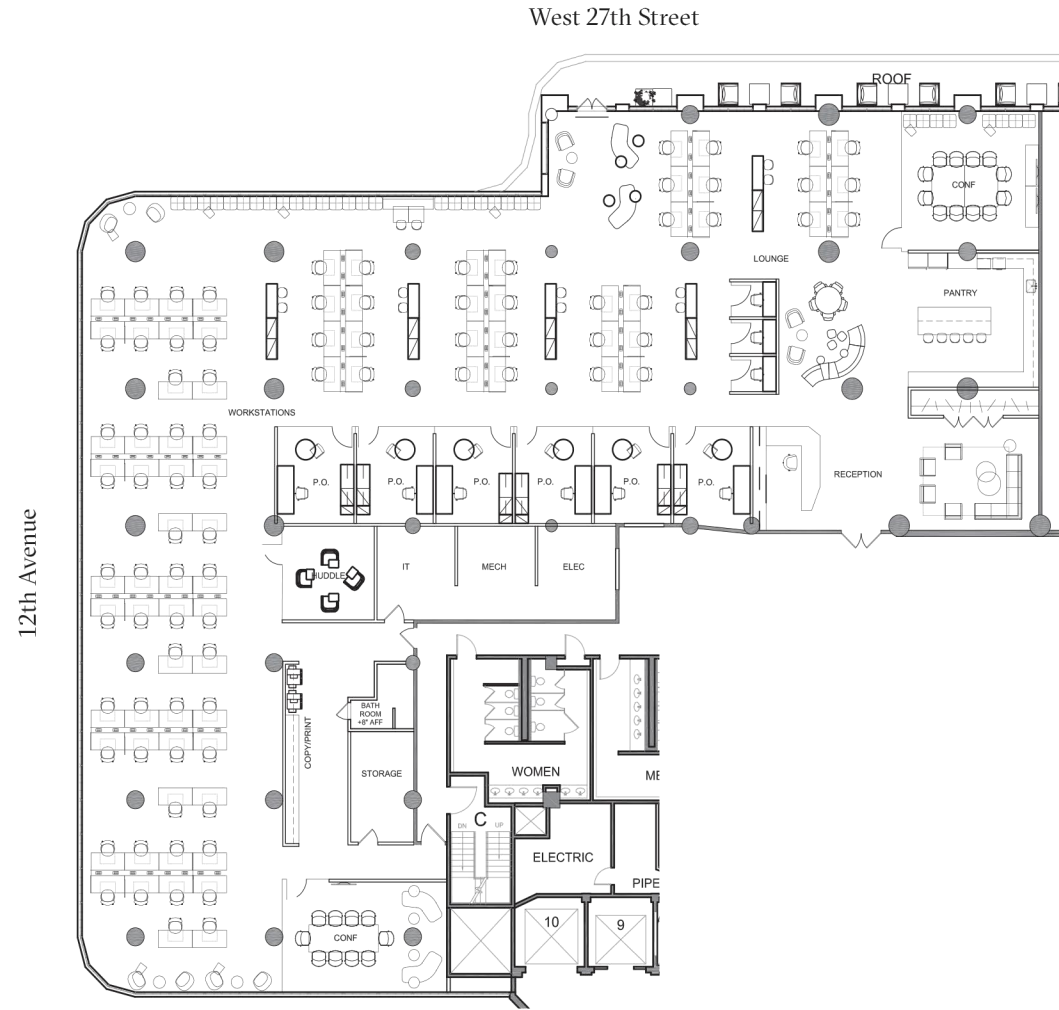 West 27th Street
ROOF
CONF
LOUNGE
PANTRY
WORKSTATIONS
P.O.
P.O.
P.O.
P.O.
P.O.
P.O.
RECEPTION
12th Avenue
HUDDLE
IT
MECH
ELEC
BATH
ROOM
+8" AFF
COPY/PRINT
STORAGE
WOMEN
ME
C
DN
UP
ELECTRIC
PIPE
10
9
CONF